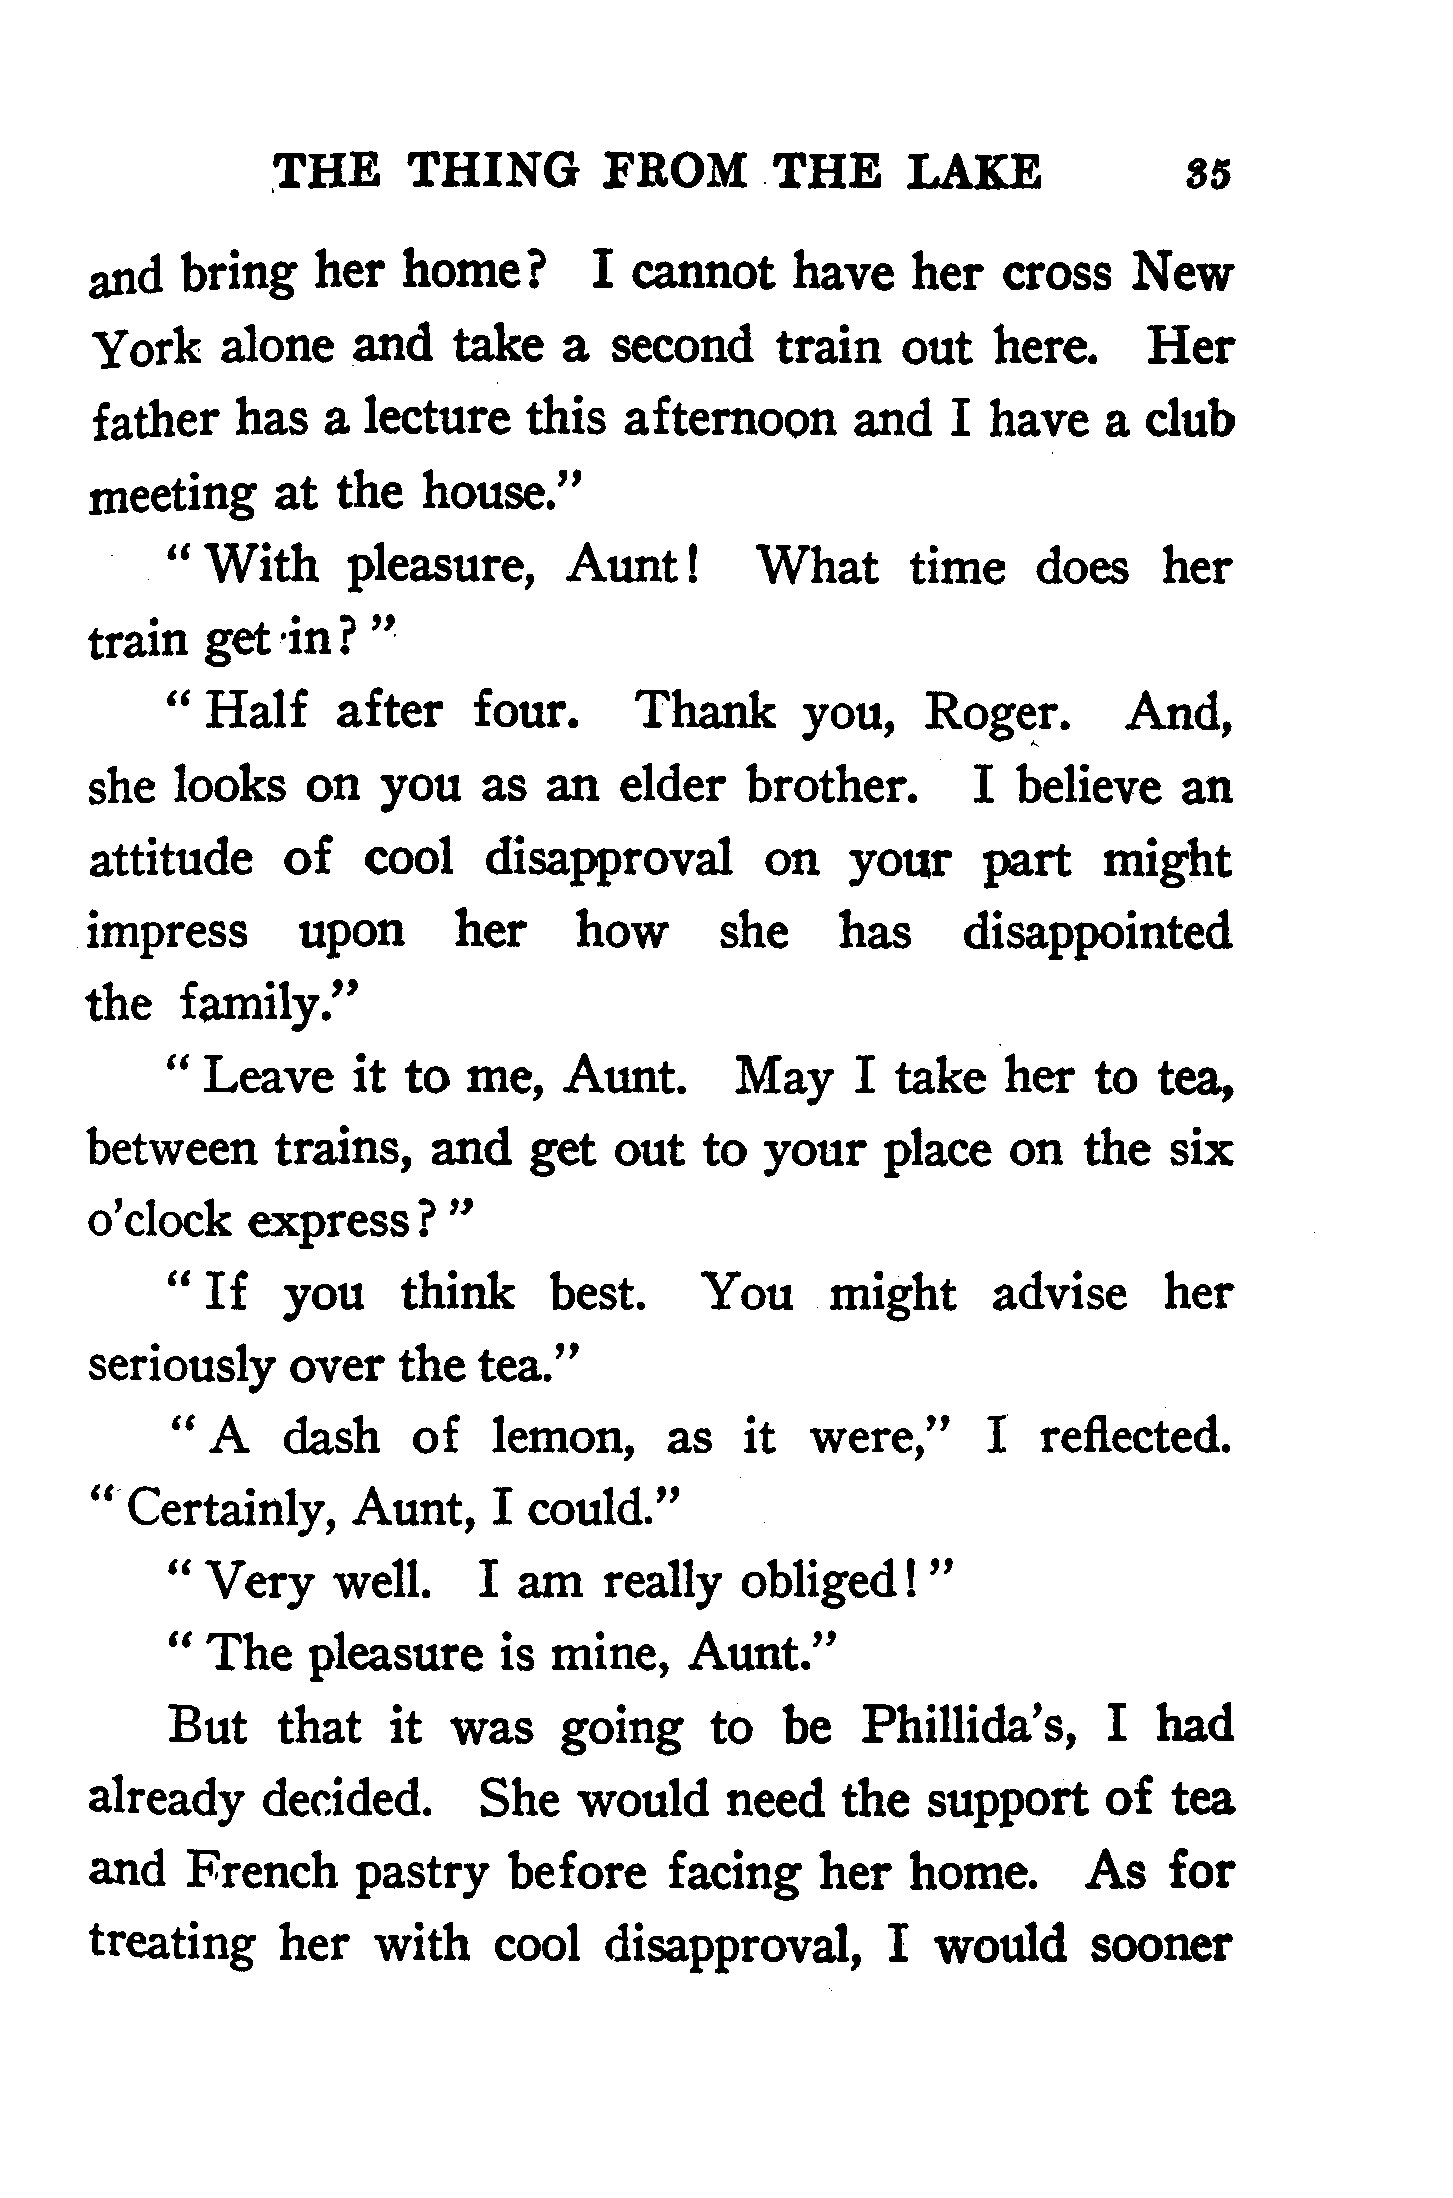 THE THING FROM THE LAKE 35
and bring her home? I cannot have her cross New
York alone and take a second train out here. Her
father has a lecture this afternoon and I have a club
meeting at the house.”
“With pleasure, Aunt! What time does her
train get in?”
“Half after four. Thank you, Roger. And,
she looks on you as an elder brother. I believe an
attitude of cool disapproval on your part might
impress upon her how she has disappointed
the family.”
“Leave it to me, Aunt. May I take her to tea,
between trains, and get out to your place on the six
o'clock express?”
“If you think best. You might advise her
seriously over the tea.”
“A dash of lemon, as it were,” I reflected.
“Certainly, Aunt, I could.”
“Very well. I am really obliged!”
“The pleasure is mine, Aunt.”
But that it was going to be Phillida's, I had
already decided. She would need the support of tea
and French pastry before facing her home. As for
treating her with cool disapproval, I would sooner